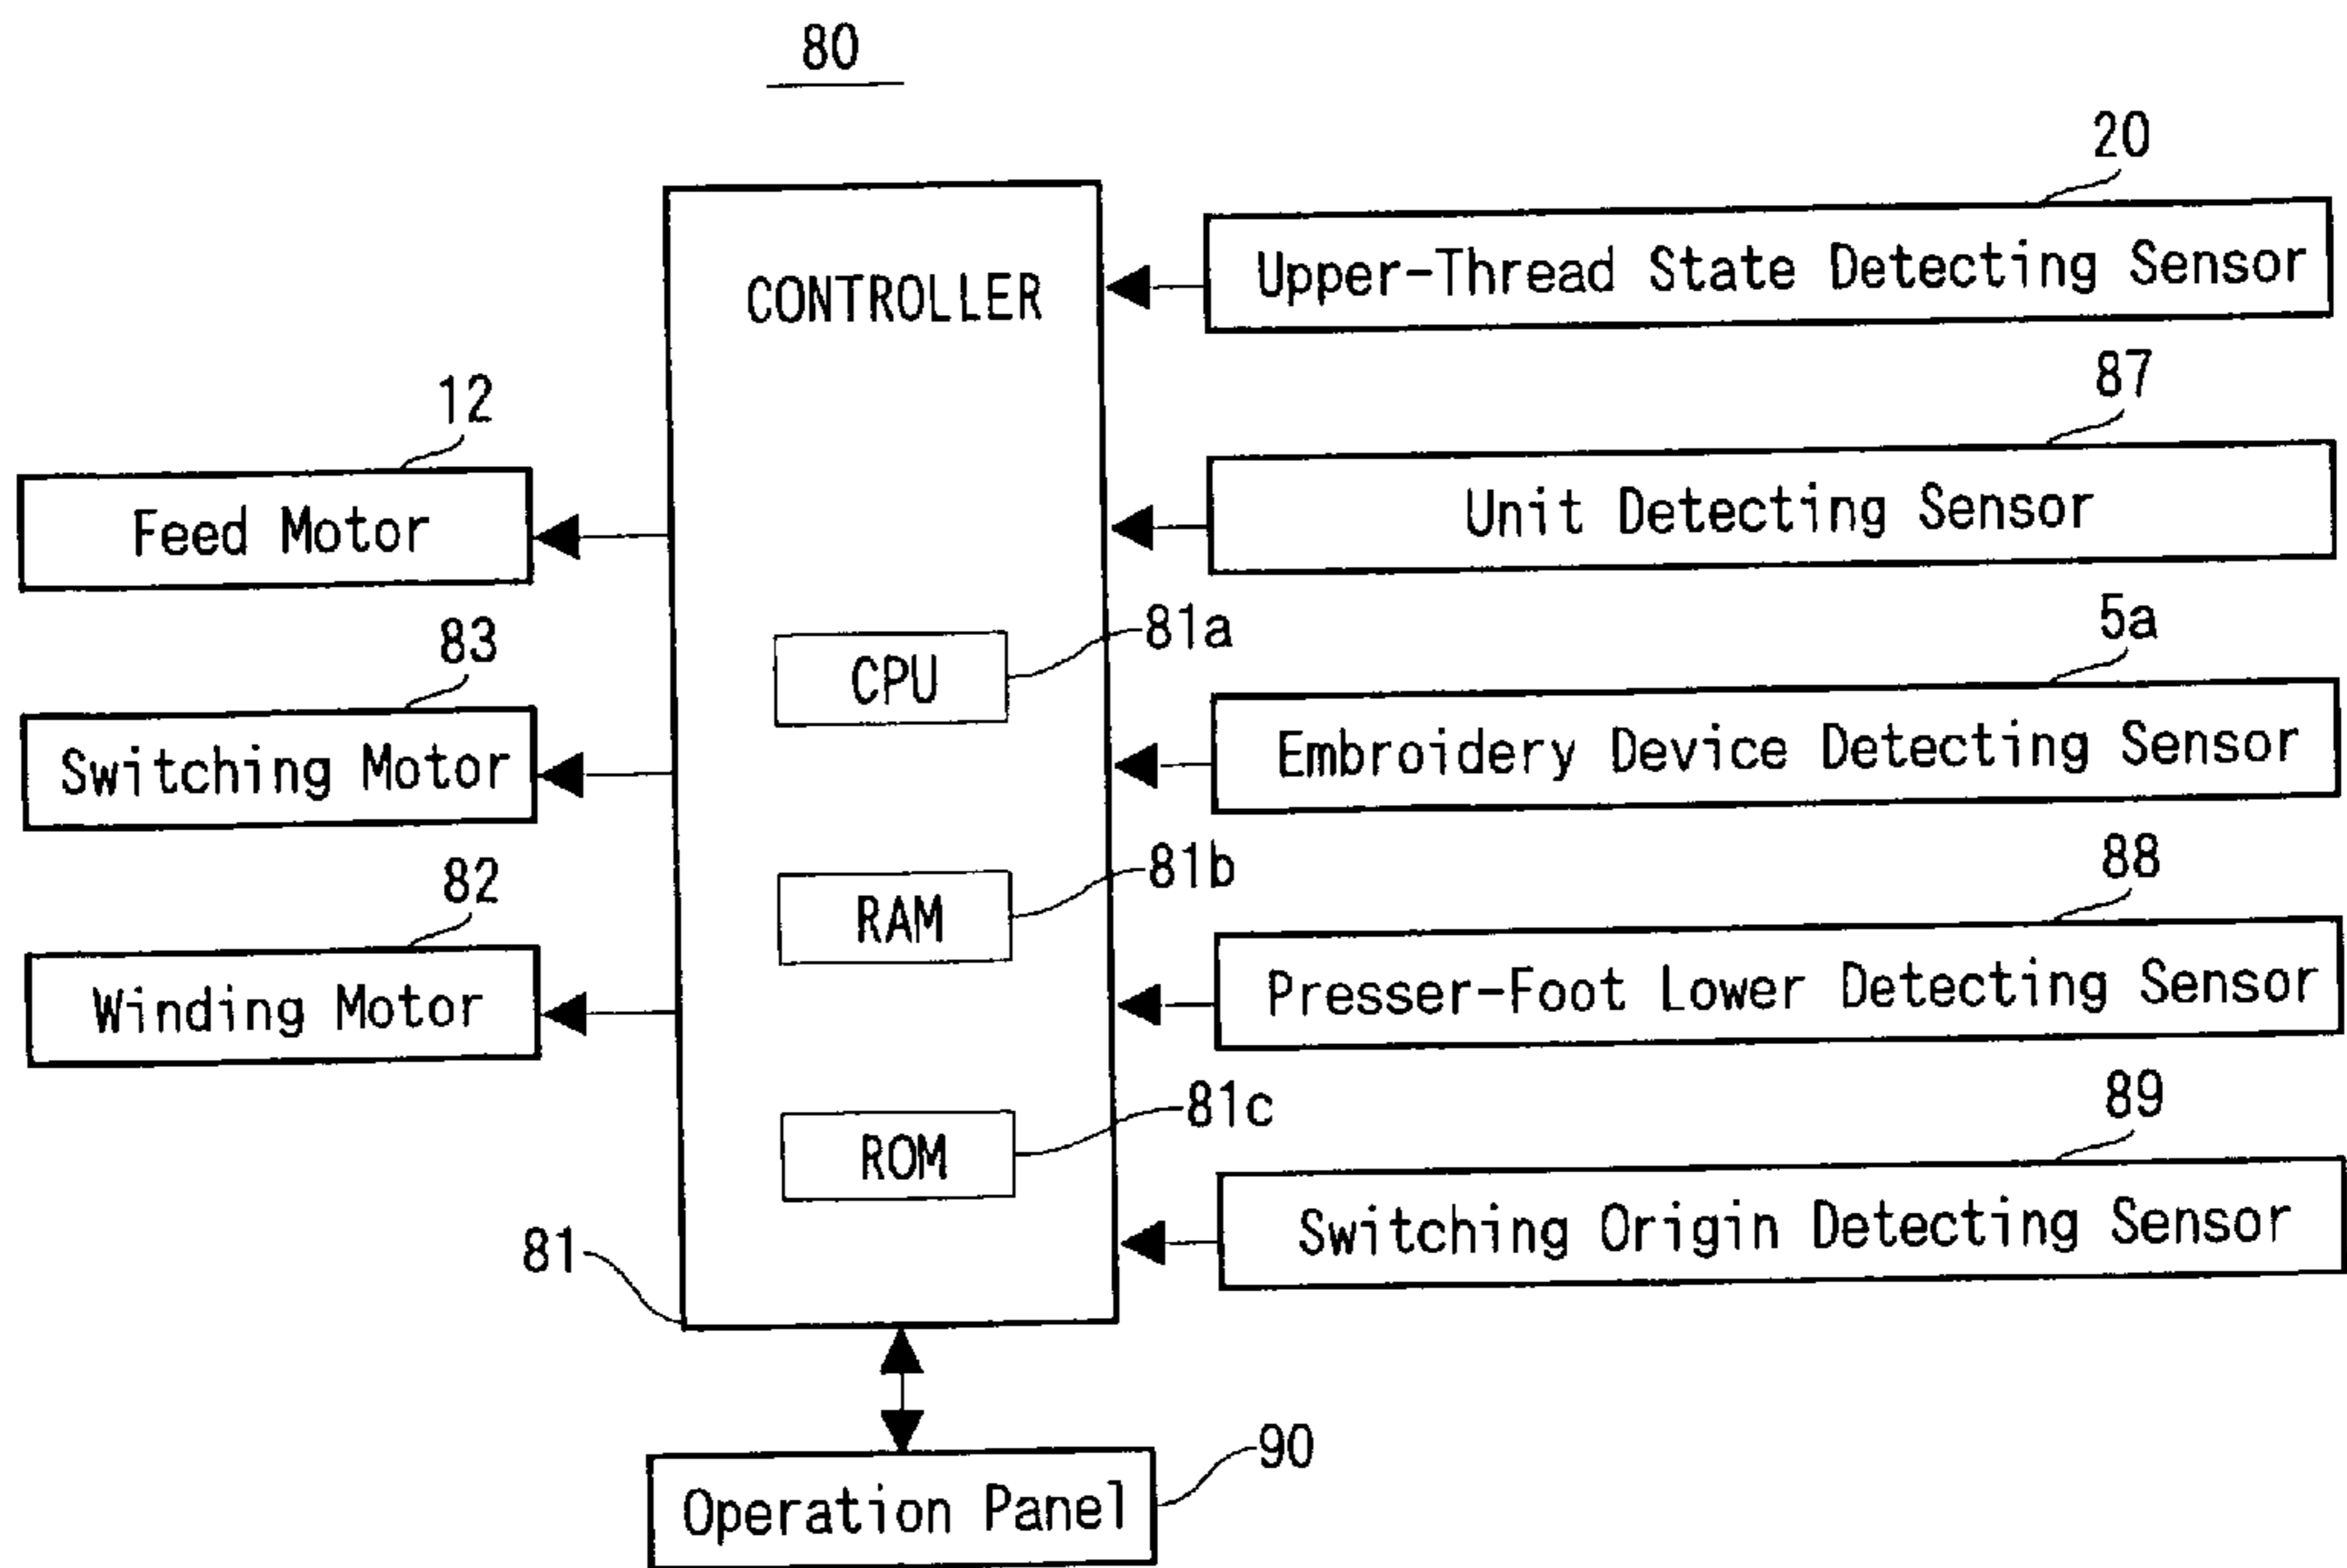 80
20
CONTROLLER
Upper-Thread State Detecting Sensor
12
87
Feed Motor
Unit Detecting Sensor
83
81a
5a
CPU
Switching Motor
Embroidery Device Detecting Sensor
82
81b
88
RAM
Winding Motor
Presser-Foot Lower Detecting Sensor
81c
89
ROM
81
Switching Origin Detecting Sensor
90
Operation Panel